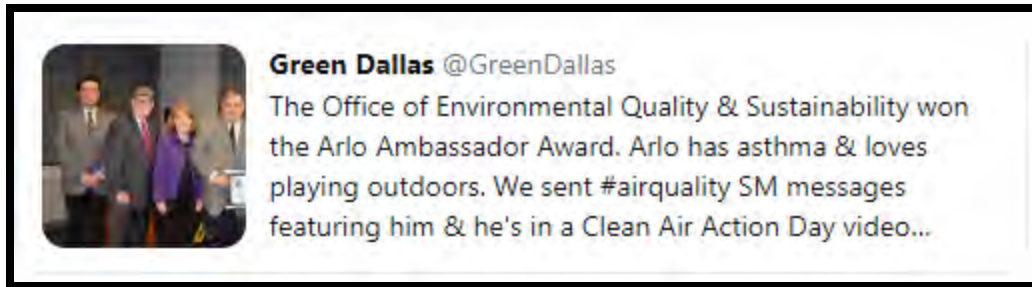 Green Dallas @GreenDallas
The Office of Environmental Quality & Sustainability won
the Arlo Ambassador Award. Arlo has asthma & loves
playing outdoors. We sent #airquality SM messages
featuring him & he's in a Clean Air Action Day video...